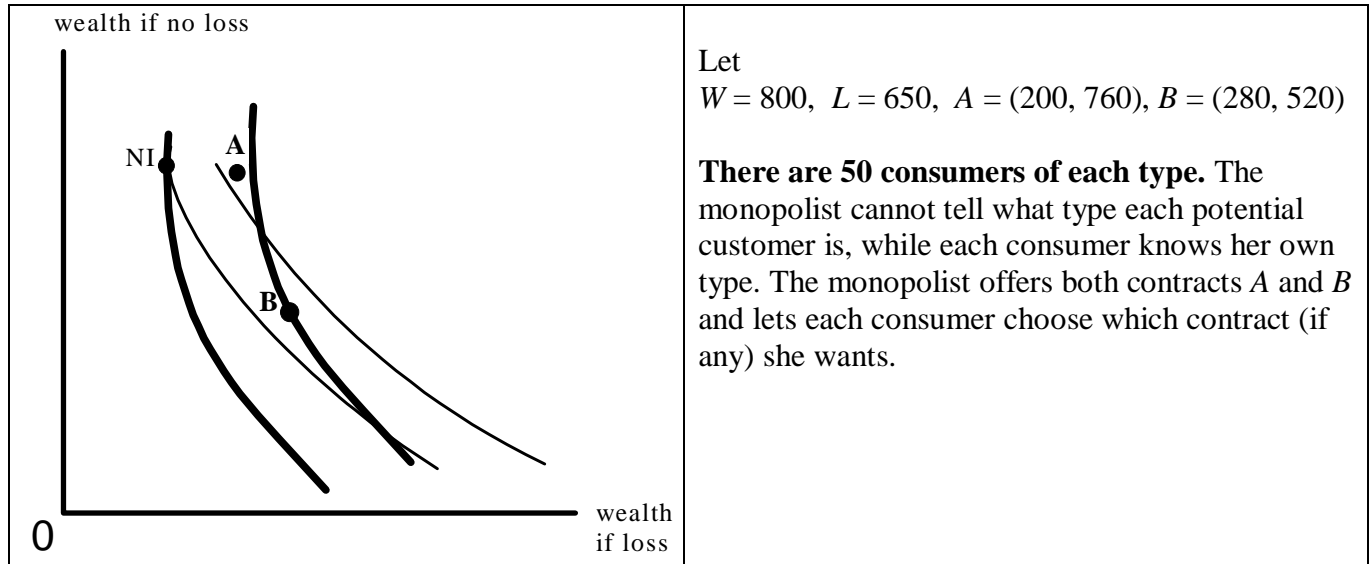 wealth if no loss
NI
A
B
0
wealth
if loss
Let
W = 800, L = 650, A = (200, 760), B = (280, 520)
There are 50 consumers of each type. The
monopolist cannot tell what type each potential
customer is, while each consumer knows her own
type. The monopolist offers both contracts A and B
and lets each consumer choose which contract (if
any) she wants.